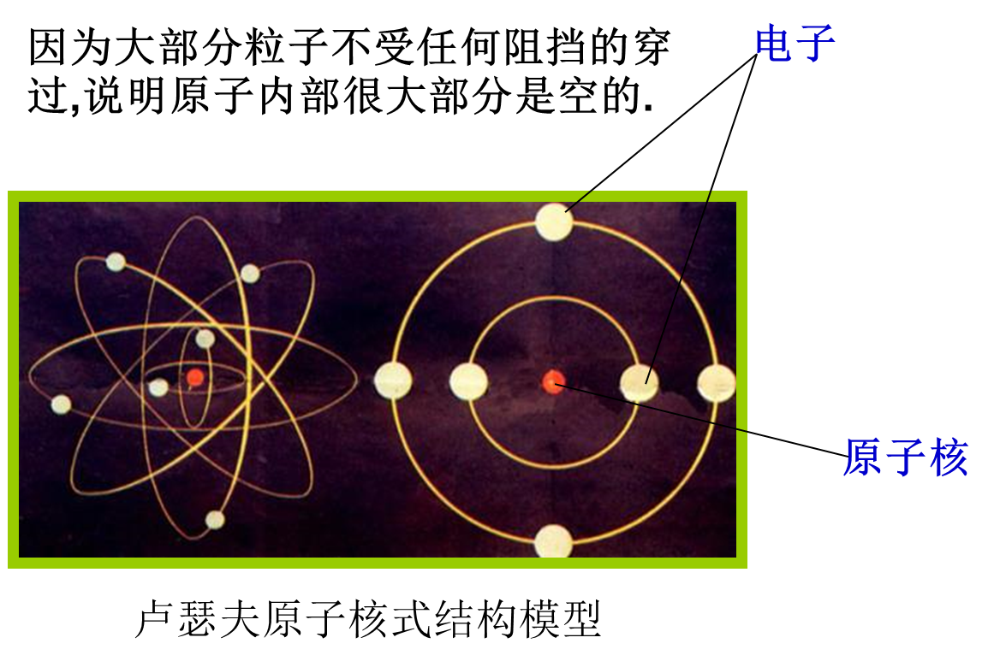 因为大部分粒子不受任何阻挡的穿
过,说明原子内部很大部分是空的.
电子
原子核
卢瑟夫原子核式结构模型